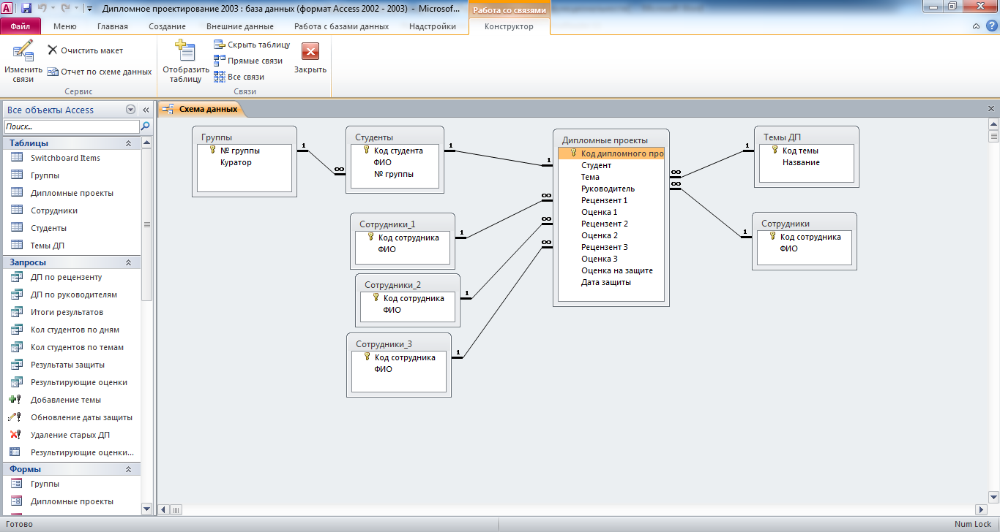 Дипломное проектирование 2003 : база данных (формат Access 2002 - 2003) - Microsoft...
Работа со связями
Файл
Меню
Главная
Создание
Внешние данные
Работа с базами данных
Надстройки
Конструктор
Изменить связи
Очистить макет
Отчет по схеме данных
Сервис
Отобразить таблицу
Скрыть таблицу
Прямые связи
Все связи
Связи
Закрыть
Все объекты Access
Поиск...
Таблицы
Switchboard Items
Группы
Дипломные проекты
Сотрудники
Студенты
Темы ДП
Запросы
ДП по рецензенту
ДП по руководителям
Итоги результатов
Кол студентов по дням
Кол студентов по темам
Результаты защиты
Результирующие оценки
Добавление темы
Обновление даты защиты
Удаление старых ДП
Результирующие оценки...
Формы
Группы
Дипломные проекты
Схема данных
Группы
№ группы
Куратор
1
∞
Студенты
Код студента
ФИО
№ группы
1
1
Сотрудники_1
Код сотрудника
ФИО
1
∞
Сотрудники_2
Код сотрудника
ФИО
1
∞
Сотрудники_3
Код сотрудника
ФИО
1
∞
Дипломные проекты
Код дипломного про
Студент
Тема
Руководитель
Рецензент 1
Оценка 1
Рецензент 2
Оценка 2
Рецензент 3
Оценка 3
Оценка на защите
Дата защиты
∞
∞
Темы ДП
Код темы
Название
1
Сотрудники
Код сотрудника
ФИО
1
Готово
Num Lock